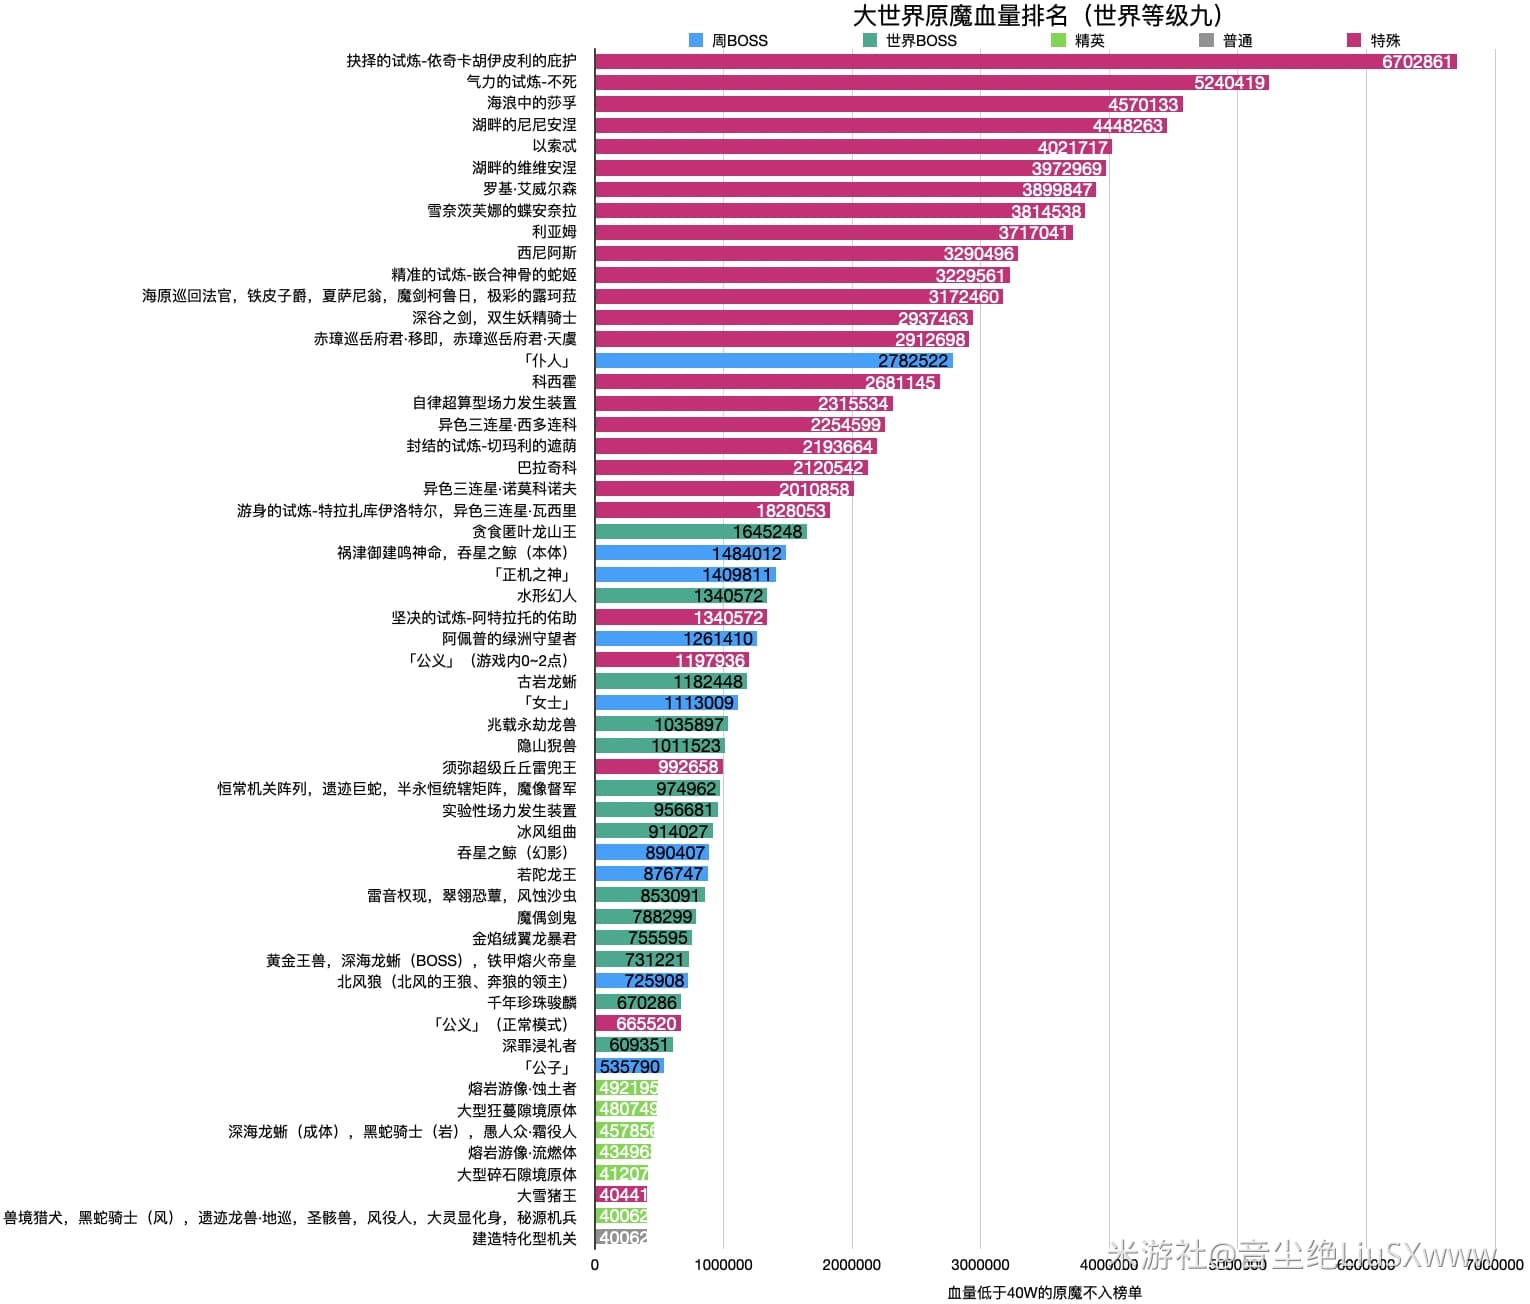 大世界原魔血量排名（世界等级九）
周BOSS 世界BOSS 精英 普通 特殊
抉择的试炼-依奇卡胡伊皮利的庇护 6702861
气力的试炼-不死 5240419
海浪中的莎孚 4570133
湖畔的尼尼安涅 4448263
以索忒 4021717
湖畔的维维安涅 3972969
罗基·艾威尔森 3899847
雪奈茨芙娜的蝶安奈拉 3814538
利亚姆 3717041
西尼阿斯 3290496
精准的试炼-嵌合神骨的蛇姬 3229561
海原巡回法官，铁皮子爵，夏萨尼翁，魔剑柯鲁日，极彩的露珂菈 3172460
深谷之剑，双生妖精骑士 2937463
赤璋巡岳府君·移即，赤璋巡岳府君·天虞 2912698
「仆人」 2782522
科西霍 2681145
自律超算型场力发生装置 2315534
异色三连星·西多连科 2254599
封结的试炼-切玛利的遮荫 2193664
巴拉奇科 2120542
异色三连星·诺莫科诺夫 2010858
游身的试炼-特拉扎库伊洛特尔，异色三连星·瓦西里 1828053
贪食匿叶龙山王 1645248
祸津御建鸣神命，吞星之鲸（本体） 1484012
「正机之神」 1409811
水形幻人 1340572
坚决的试炼-阿特拉托的佑助 1340572
阿佩普的绿洲守望者 1261410
「公义」（游戏内0~2点） 1197936
古岩龙蜥 1182448
「女士」 1113009
兆载永劫龙兽 1035897
隐山猊兽 1011523
须弥超级丘丘雷兜王 992658
恒常机关阵列，遗迹巨蛇，半永恒统辖矩阵，魔像督军 974962
实验性场力发生装置 956681
冰风组曲 914027
吞星之鲸（幻影） 890407
若陀龙王 876747
雷音权现，翠翎恐蕈，风蚀沙虫 853091
魔偶剑鬼 788299
金焰绒翼龙暴君 755595
黄金王兽，深海龙蜥（BOSS），铁甲熔火帝皇 731221
北风狼（北风的王狼、奔狼的领主） 725908
千年珍珠骏麟 670286
「公义」（正常模式） 665520
深罪浸礼者 609351
「公子」 535790
熔岩游像·蚀土者 492195
大型狂蔓隙境原体 480749
深海龙蜥（成体），黑蛇骑士（岩），愚人众·霜役人 457856
熔岩游像·流燃体 43496
大型碎石隙境原体 41207
大雪猪王 40441
兽境猎犬，黑蛇骑士（风），遗迹龙兽·地巡，圣骸兽，风役人，大灵显化身，秘源机兵 40062
建造特化型机关 40062
0 1000000 2000000 3000000 4000000 5000000 6000000 7000000
米游社@音尘绝LiuSXwww
血量低于40W的原魔不入榜单